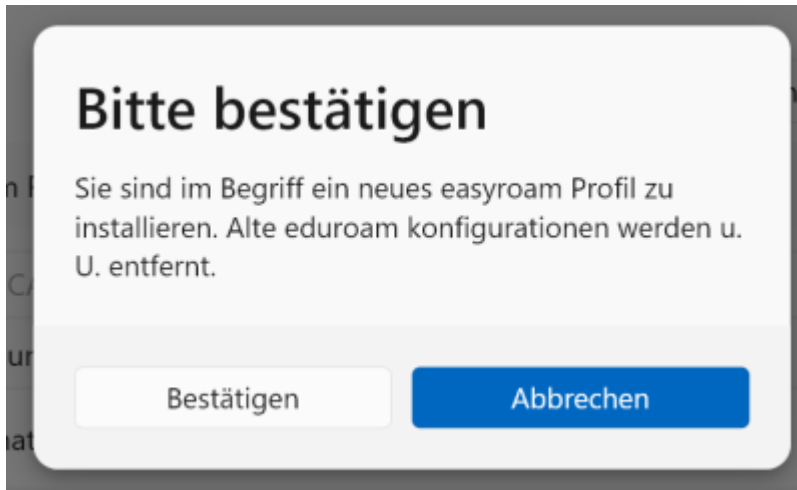 Bitte bestätigen
Sie sind im Begriff ein neues easyroam Profil zu
installieren. Alte eduroam konfigurationen werden u.
U. entfernt.
Bestätigen
Abbrechen